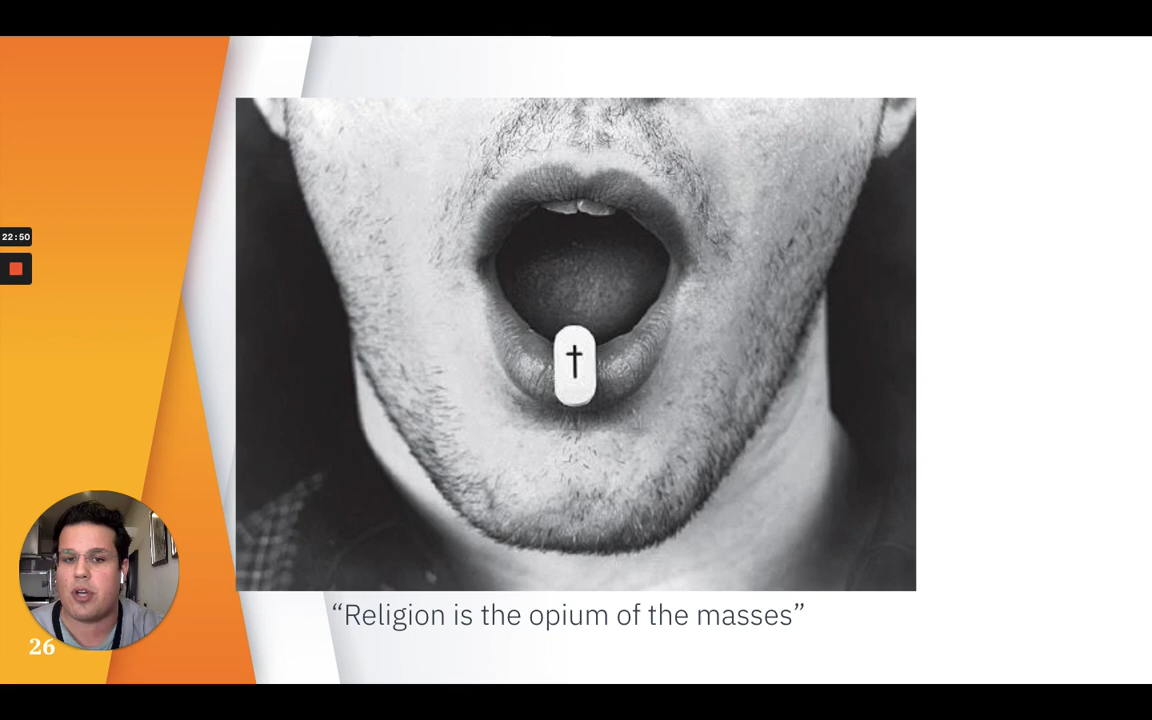 22:50
“Religion is the opium of the masses”
26